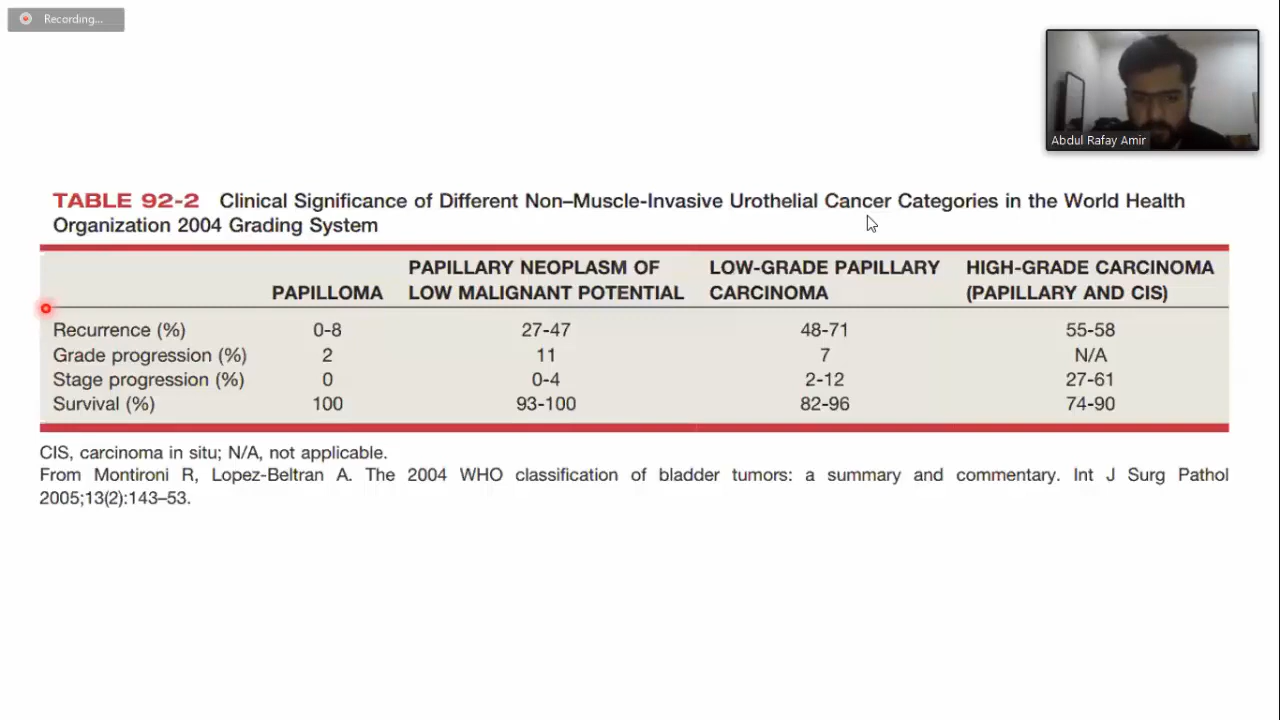 Recording...
Abdul Rafay Amir
TABLE 92-2 Clinical Significance of Different Non–Muscle-Invasive Urothelial Cancer Categories in the World Health
Organization 2004 Grading System
PAPILLOMA PAPILLARY NEOPLASM OF LOW MALIGNANT POTENTIAL LOW-GRADE PAPILLARY CARCINOMA HIGH-GRADE CARCINOMA (PAPILLARY AND CIS)
Recurrence (%) 0-8 27-47 48-71 55-58
Grade progression (%) 2 11 7 N/A
Stage progression (%) 0 0-4 2-12 27-61
Survival (%) 100 93-100 82-96 74-90
CIS, carcinoma in situ; N/A, not applicable.
From Montironi R, Lopez-Beltran A. The 2004 WHO classification of bladder tumors: a summary and commentary. Int J Surg Pathol
2005;13(2):143–53.